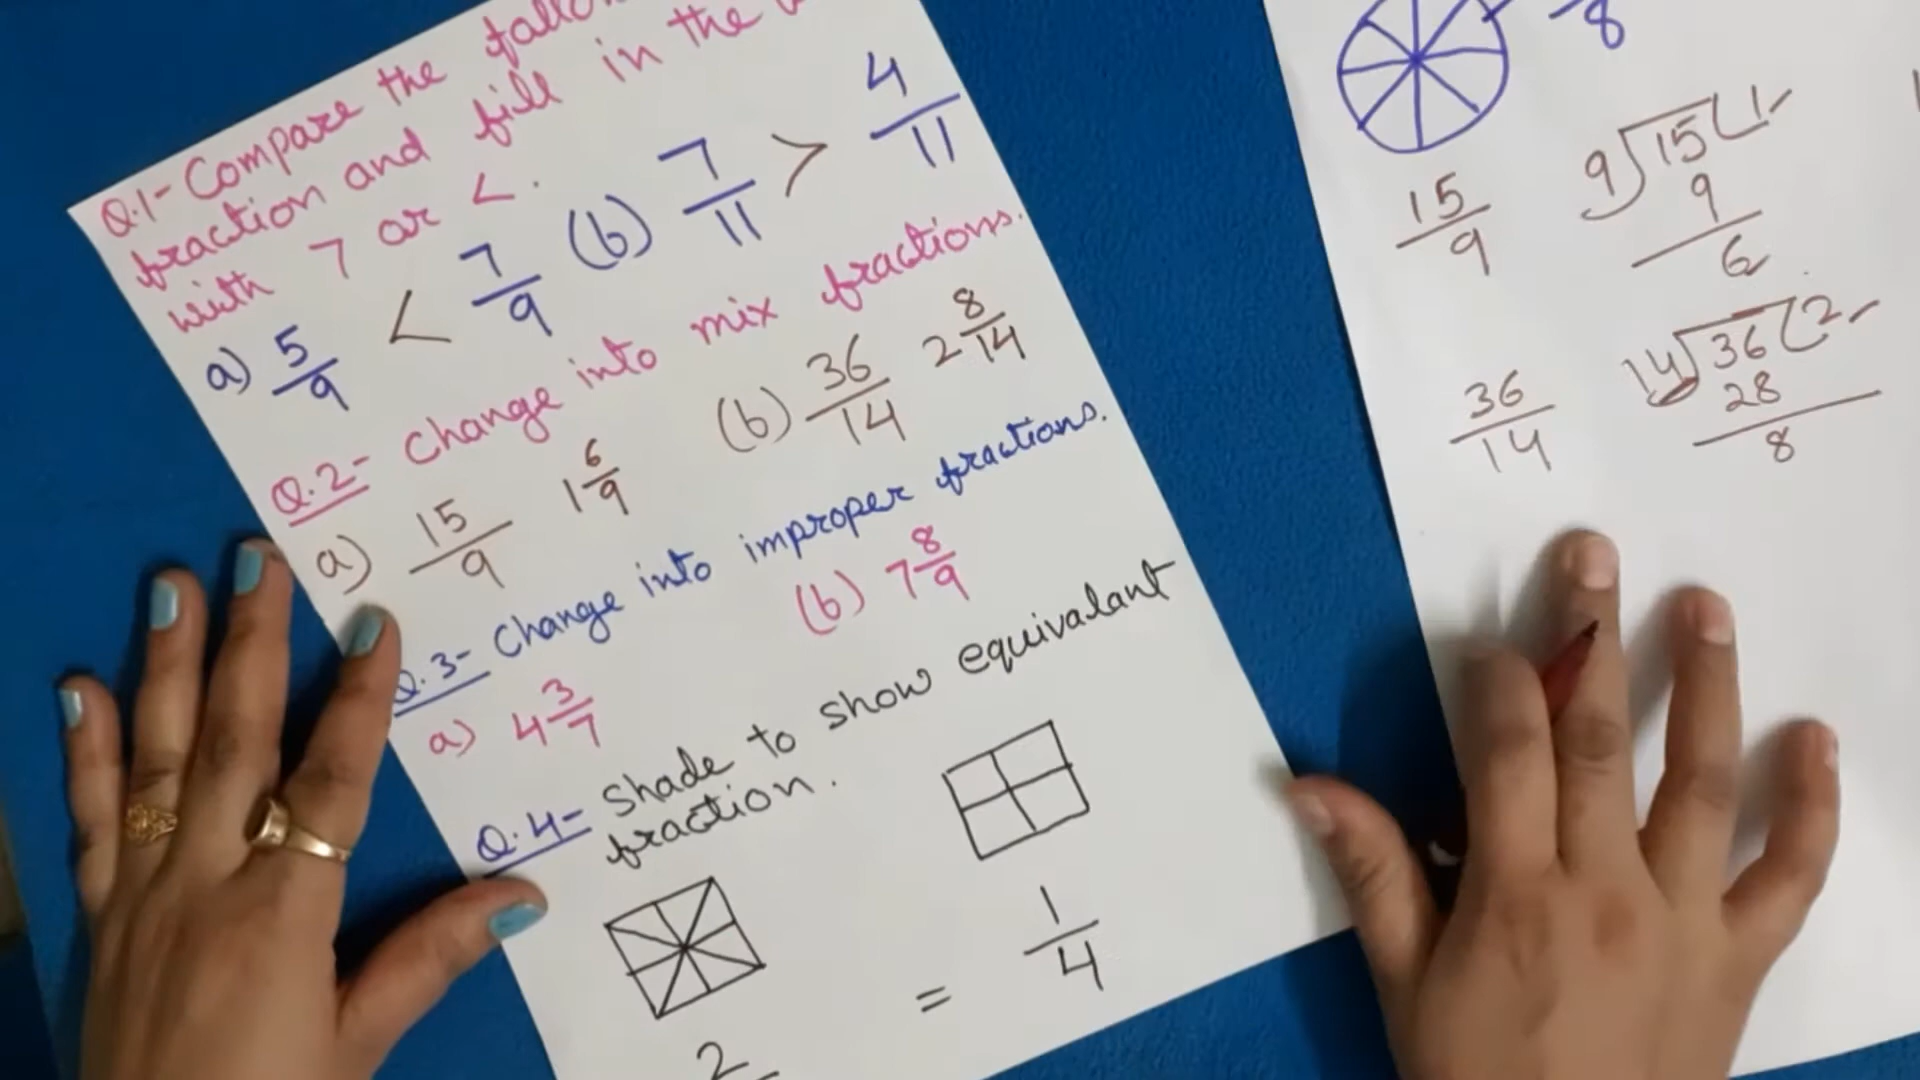 Q.1- Compare the
fraction and fill in the
with 7 or <.
a) 5/9 < 7/9 (b) 7/11 > 4/11
Q.2- Change into mix fractions.
a) 15/9 1 6/9 (b) 36/14 2 8/14
Q.3- Change into improper fractions.
a) 4 3/7 (b) 7 8/9
Q.4- Shade to show equivalant
fraction.
2 = 1/4
8
15/9 9)15(1
9
6
36/14 14)36(2
28
8